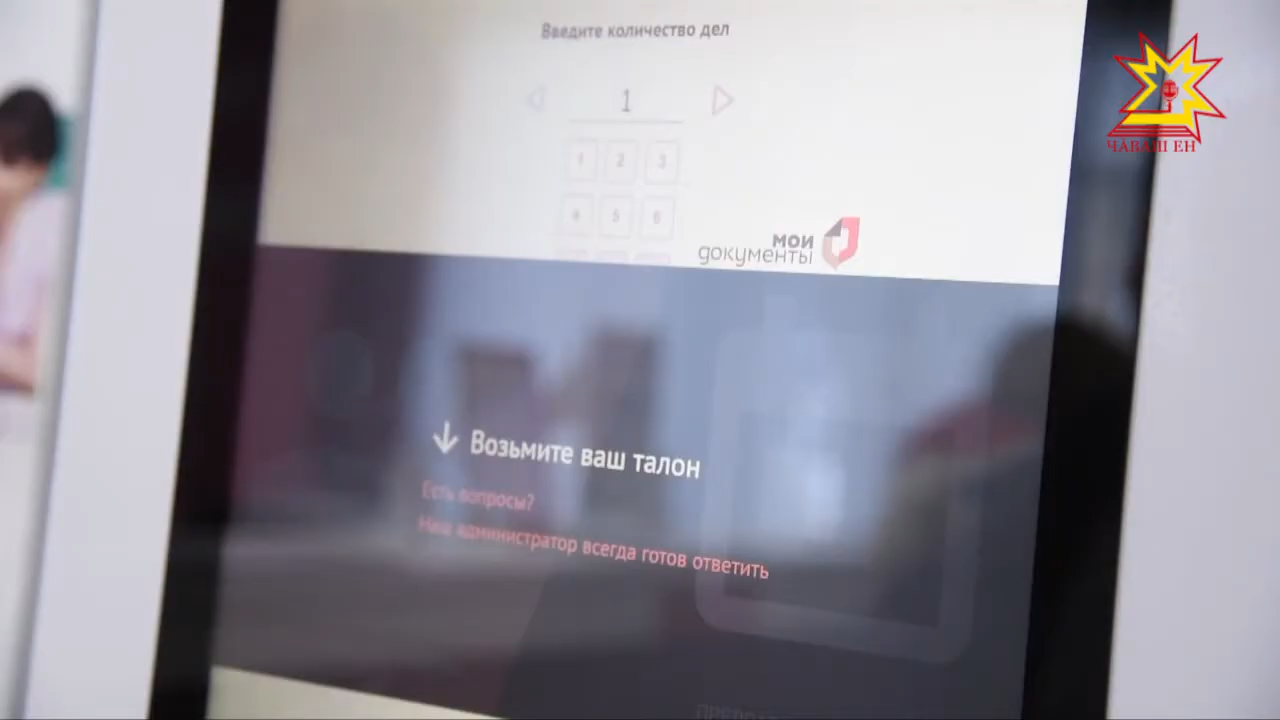 Введите количество дел
1
1 2 3
4 5 6
мои
документы
Возьмите ваш талон
Есть вопросы?
Наш администратор всегда готов ответить
ЧӐВАШ ЕН